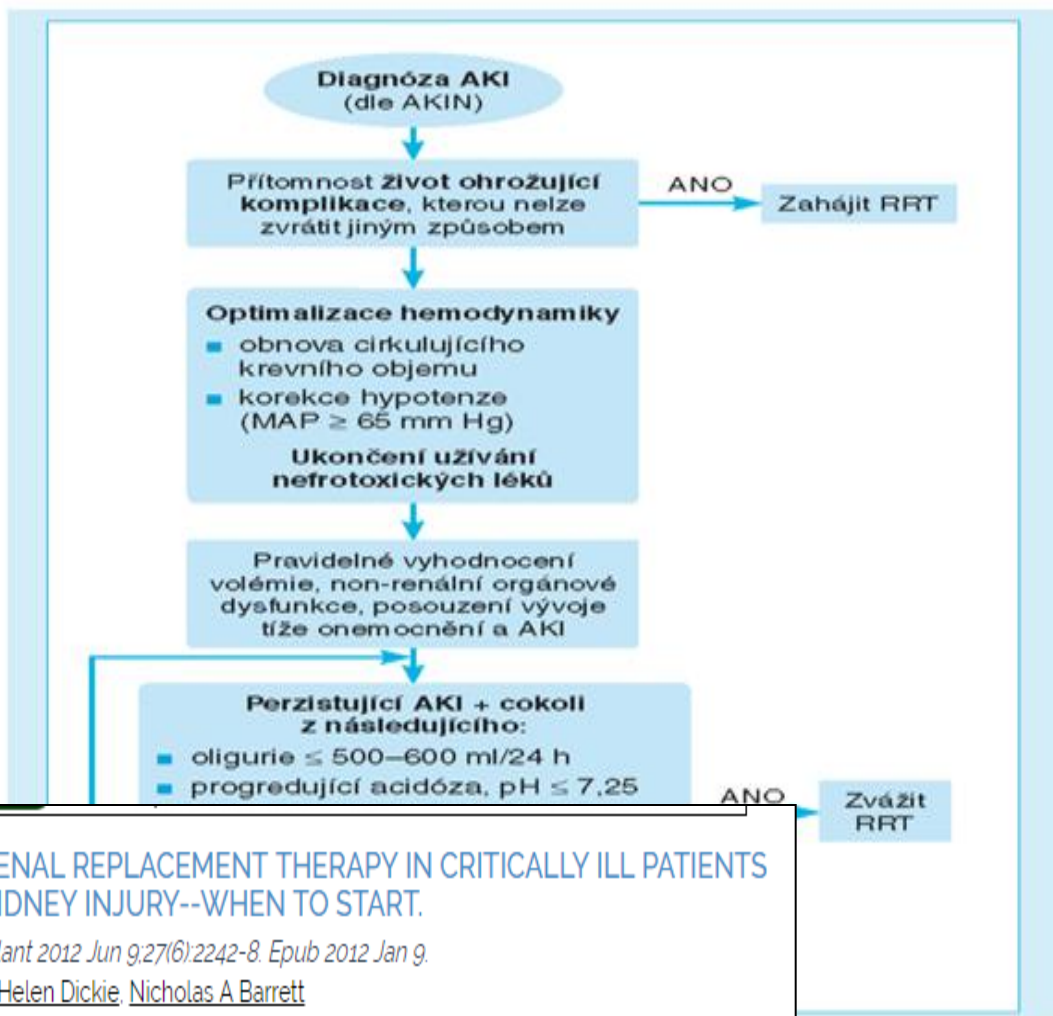 Diagnóza AKI
(dle AKIN)
Přítomnost život ohrožující
komplikace, kterou nelze
zvrátit jiným způsobem
ANO
Zahájit RRT
Optimalizace hemodynamiky
obnova cirkulujícího
krevního objemu
korekce hypotenze
(MAP ≥ 65 mm Hg)
Ukončení užívání
nefrotoxických léků
Pravidelné vyhodnocení
volémie, non-renální orgánové
dysfunkce, posouzení vývoje
tíže onemocnění a AKI
Perzistující AKI + cokoli
z následujícího:
oligurie ≤ 500–600 ml/24 h
progredující acidóza, pH ≤ 7,25
ANO
Zvážit
RRT
ENAL REPLACEMENT THERAPY IN CRITICALLY ILL PATIENTS
IDNEY INJURY--WHEN TO START.
lant 2012 Jun 9;27(6):2242-8. Epub 2012 Jan 9.
Helen Dickie, Nicholas A Barrett